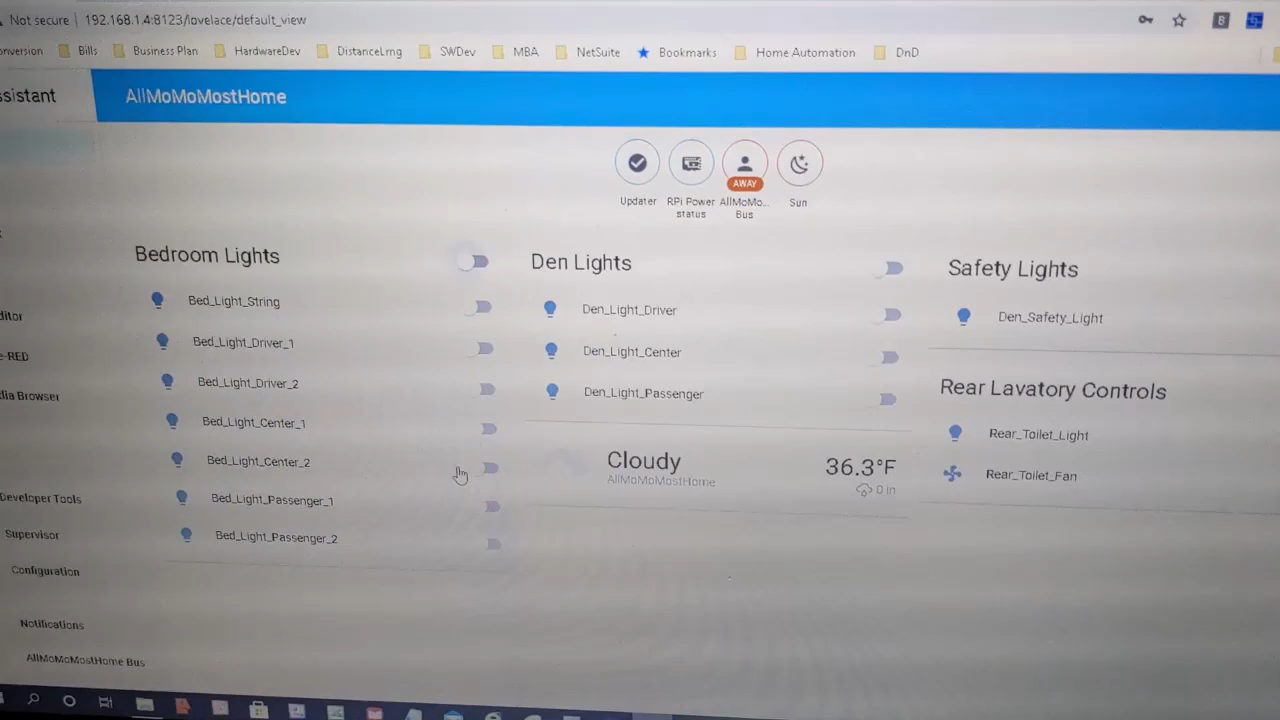 Not secure 192.168.1.4:8123/lovelace/default_view
onversion Bills Business Plan HardwareDev DistanceLrng SWDev MBA NetSuite Bookmarks Home Automation DnD
ssistant AllMoMoMostHome
AWAY
Updater RPi Power status AllMoMo... Bus Sun
Bedroom Lights
Bed_Light_String
Bed_Light_Driver_1
Bed_Light_Driver_2
Bed_Light_Center_1
Bed_Light_Center_2
Bed_Light_Passenger_1
Bed_Light_Passenger_2
Den Lights
Den_Light_Driver
Den_Light_Center
Den_Light_Passenger
Cloudy 36.3°F
AllMoMoMostHome 0 in
Safety Lights
Den_Safety_Light
Rear Lavatory Controls
Rear_Toilet_Light
Rear_Toilet_Fan
ditor
e-RED
dia Browser
Developer Tools
Supervisor
Configuration
Notifications
AllMoMoMostHome Bus